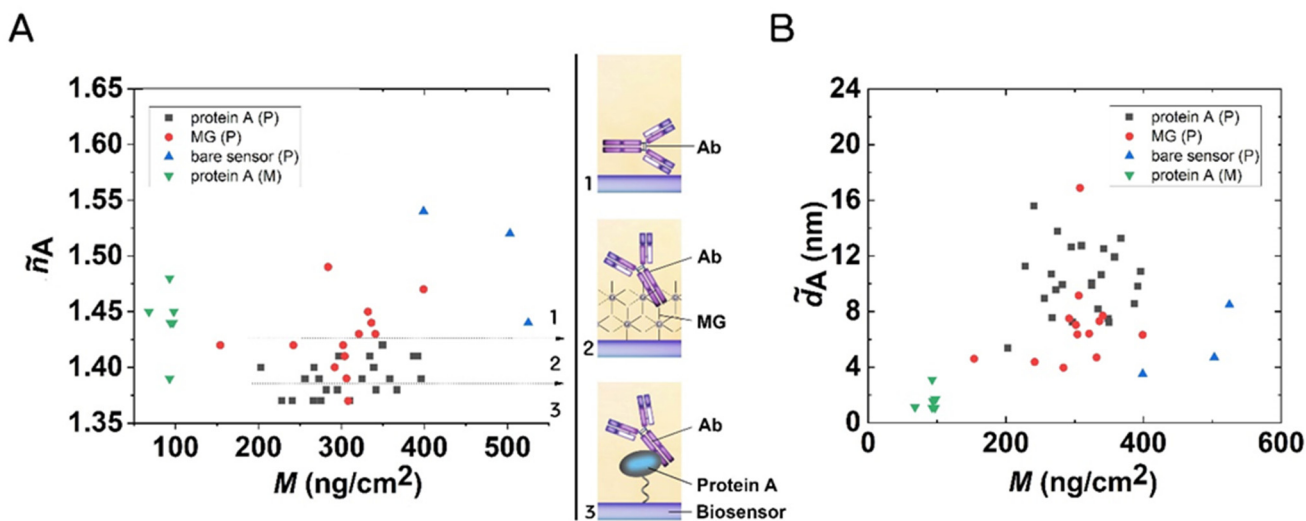 A
ñA
1.65
1.60
1.55
1.50
1.45
1.40
1.35
protein A (P)
MG (P)
bare sensor (P)
protein A (M)
1
2
3
100
200
300
400
500
M (ng/cm2)
Ab
1
Ab
MG
2
Ab
Protein A
Biosensor
3
B
d̃A (nm)
24
20
16
12
8
4
0
protein A (P)
MG (P)
bare sensor (P)
protein A (M)
0
200
400
600
M (ng/cm2)